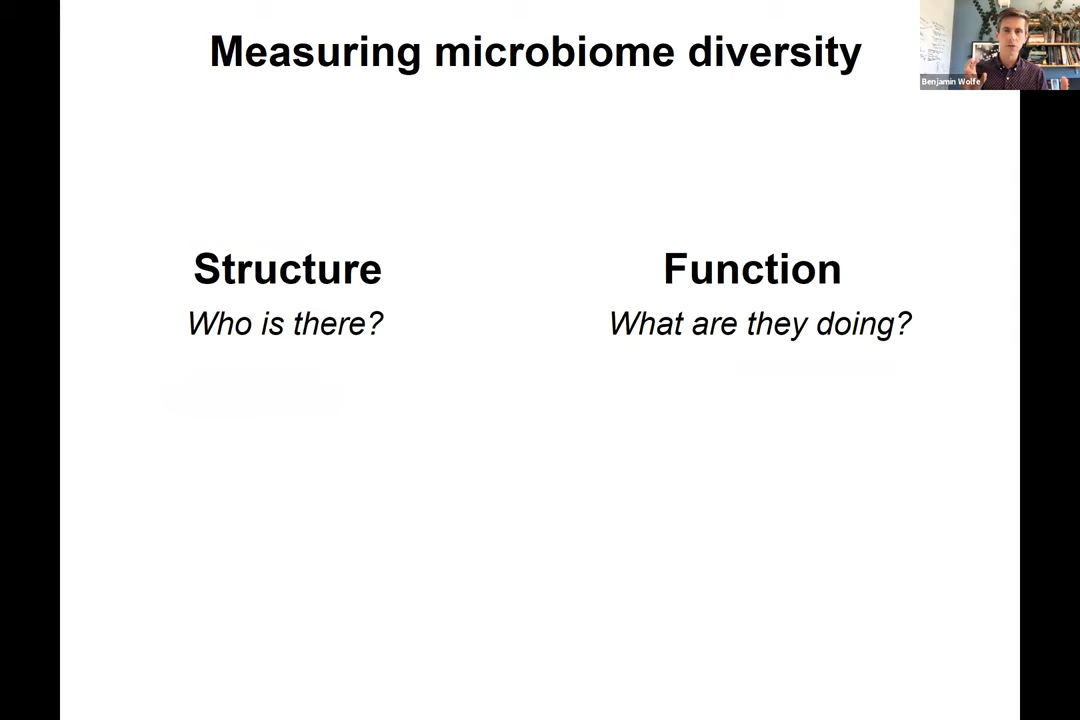 Measuring microbiome diversity
Benjamin Wolfe
Structure
Function
Who is there?
What are they doing?